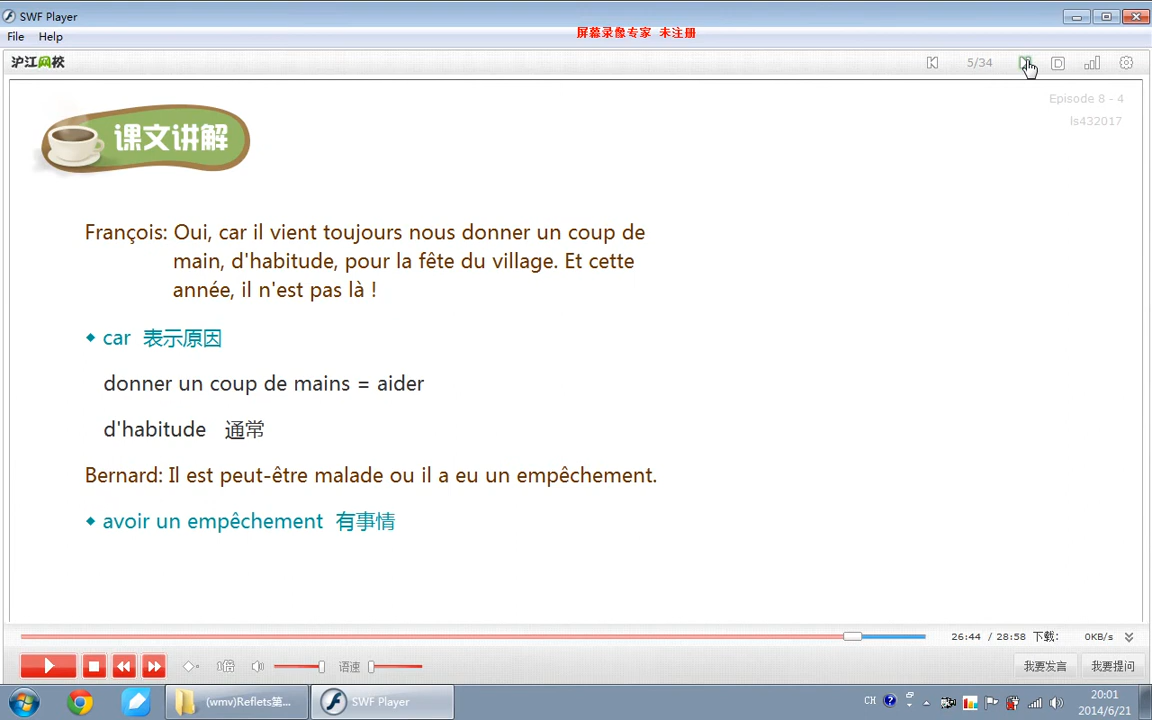 SWF Player
屏幕录像专家 未注册
File Help
沪江网校
5/34
Episode 8 - 4
ls432017
课文讲解
François: Oui, car il vient toujours nous donner un coup de
main, d'habitude, pour la fête du village. Et cette
année, il n'est pas là !
car 表示原因
donner un coup de mains = aider
d'habitude 通常
Bernard: Il est peut-être malade ou il a eu un empêchement.
avoir un empêchement 有事情
26:44 / 28:58 下载: 0KB/s
1倍
语速
我要发言 我要提问
(wmv)Reflets第...
SWF Player
CH
20:01
2014/6/21